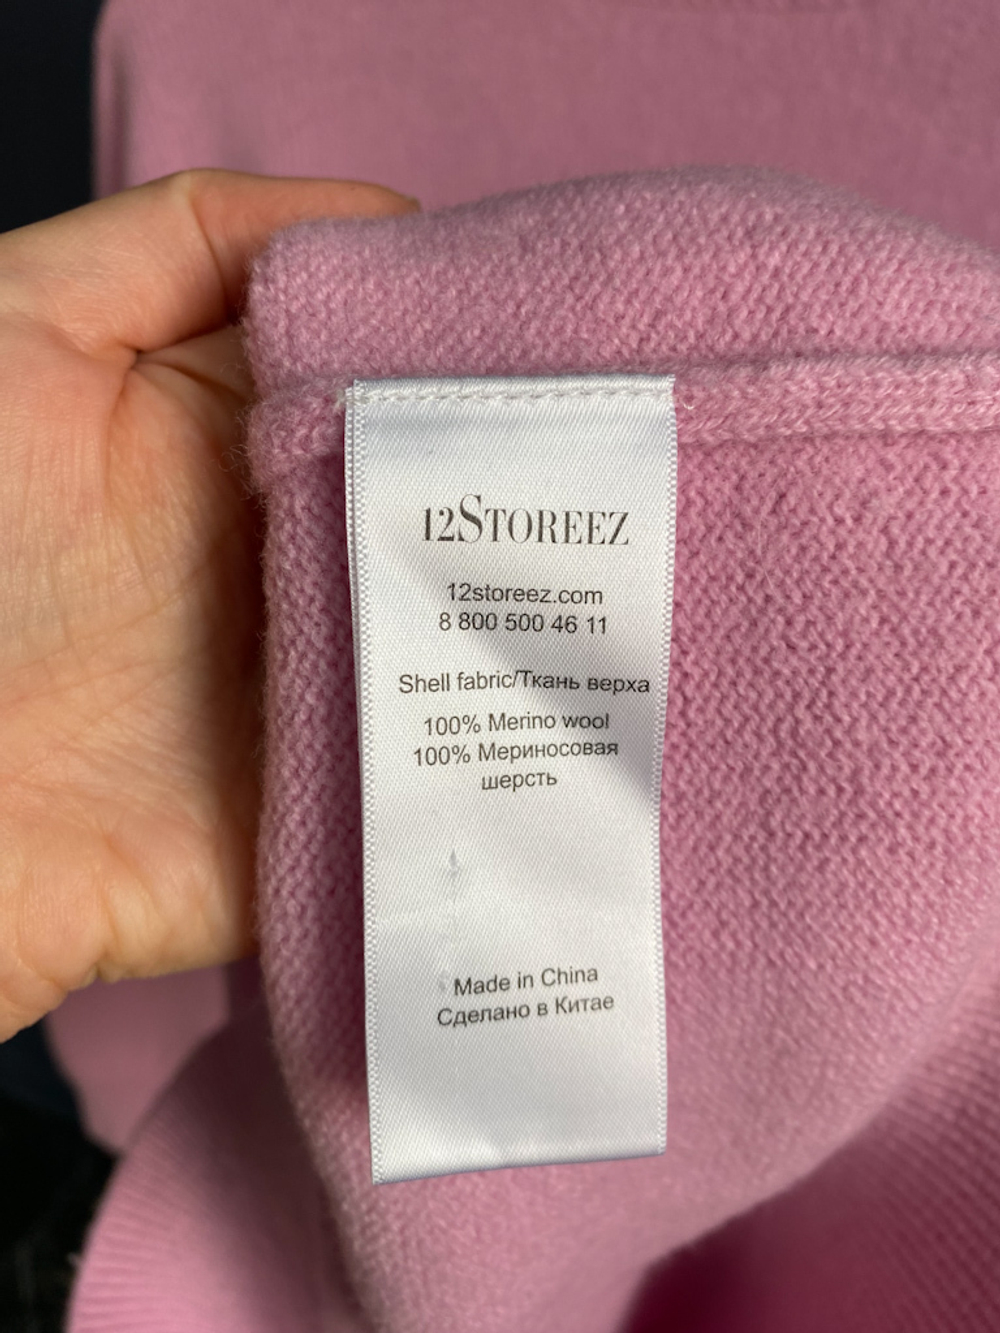 12STOREEZ
12storeez.com
8 800 500 46 11
Shell fabric/Ткань верха
100% Merino wool
100% Мериносовая
шерсть
Made in China
Сделано в Китае